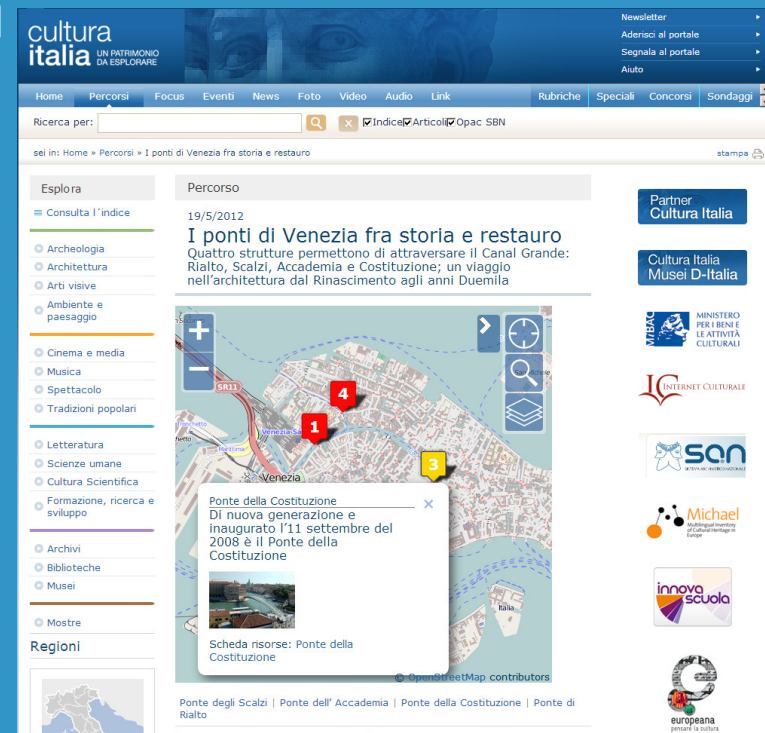 cultura
italia UN PATRIMONIO
DA ESPLORARE
Newsletter
Aderisci al portale
Segnala al portale
Aiuto
Home Percorsi Focus Eventi News Foto Video Audio Link Rubriche Speciali Concorsi Sondaggi
Ricerca per: Indice Articoli Opac SBN
sei in: Home » Percorsi » I ponti di Venezia fra storia e restauro
stampa
Esplora
Consulta l´indice
Archeologia
Architettura
Arti visive
Ambiente e
paesaggio
Cinema e media
Musica
Spettacolo
Tradizioni popolari
Letteratura
Scienze umane
Cultura Scientifica
Formazione, ricerca e
sviluppo
Archivi
Biblioteche
Musei
Mostre
Regioni
Percorso
19/5/2012
I ponti di Venezia fra storia e restauro
Quattro strutture permettono di attraversare il Canal Grande:
Rialto, Scalzi, Accademia e Costituzione; un viaggio
nell’architettura dal Rinascimento agli anni Duemila
+
−
SR11
4
1
3
Marittima
Venezia
Italia
Ponte della Costituzione
Di nuova generazione e
inaugurato l’11 settembre del
2008 è il Ponte della
Costituzione
Scheda risorse: Ponte della
Costituzione
© OpenStreetMap contributors
Ponte degli Scalzi | Ponte dell' Accademia | Ponte della Costituzione | Ponte di
Rialto
Partner
Cultura Italia
Cultura Italia
Musei D-Italia
MiBAC
MINISTERO
PER I BENI E
LE ATTIVITÀ
CULTURALI
INTERNET CULTURALE
san
Michael
Multilingual Inventory
of Cultural Heritage in
Europe
innova
scuola
europeana
pensare la cultura